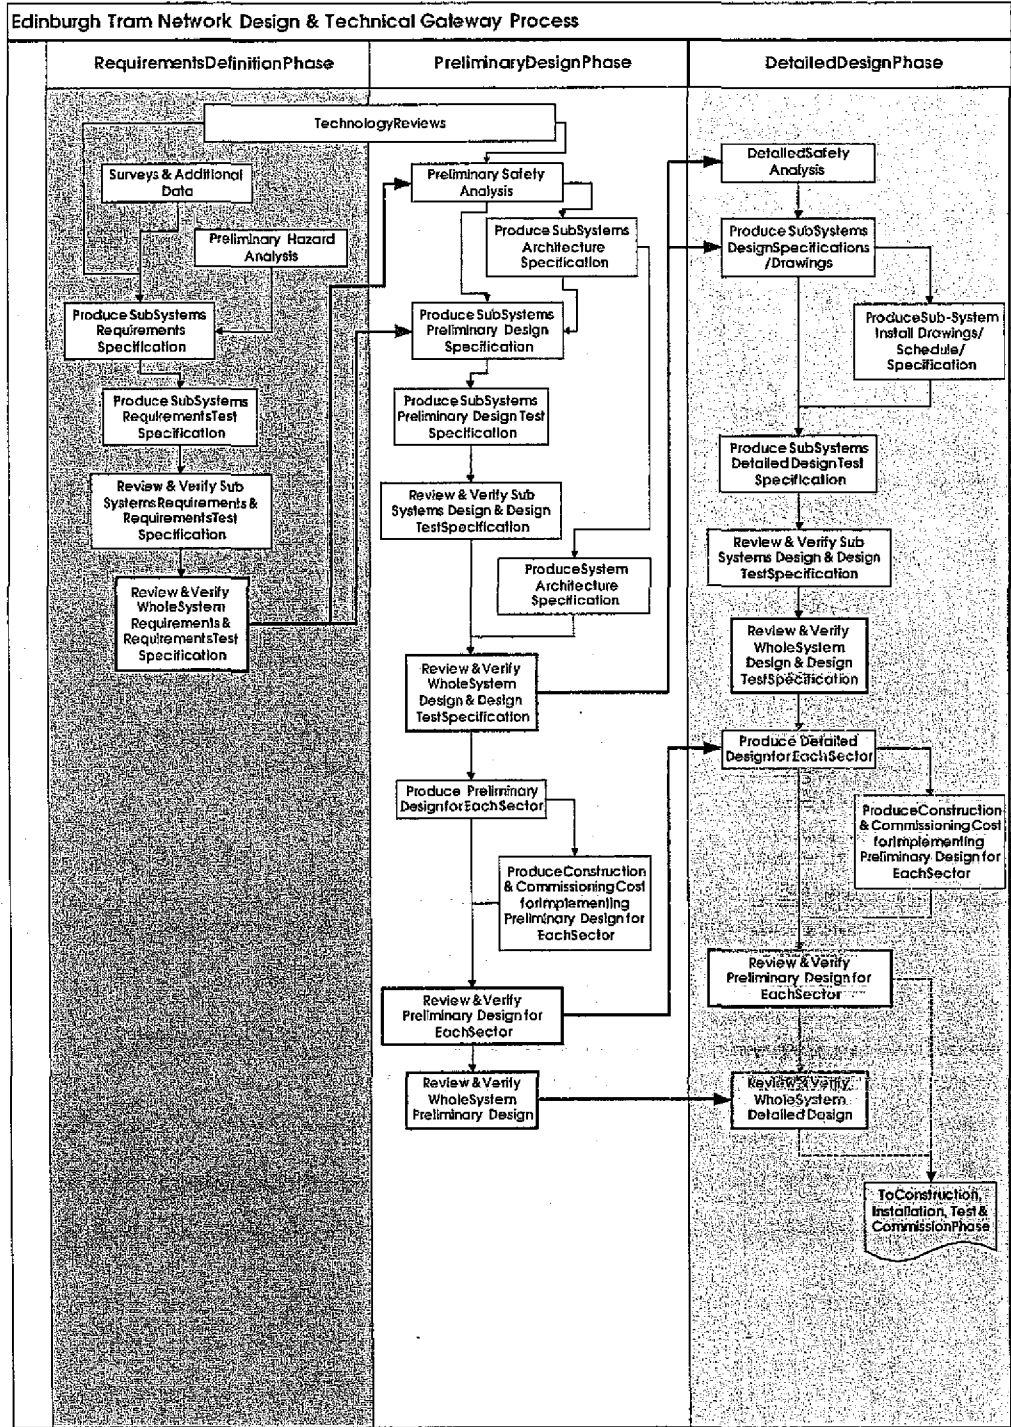 Edinburgh Tram Network Design & Technical Gateway Process
RequirementsDefinitionPhase
PreliminaryDesignPhase
DetailedDesignPhase
TechnologyReviews
Surveys & Additional
Data
Preliminary Hazard
Analysis
Produce SubSystems
Requirements
Specification
Produce SubSystems
RequirementsTest
Specification
Review & Verify Sub
SystemsRequirements &
RequirementsTest
Specification
Review & Verify
WholeSystem
Requirements &
RequirementsTest
Specification
Preliminary Safety
Analysis
Produce SubSystems
Architecture
Specification
Produce SubSystems
Preliminary Design
Specification
Produce SubSystems
Preliminary Design Test
Specification
Review & Verify Sub
Systems Design & Design
TestSpecification
ProduceSystem
Architecture
Specification
Review & Verify
WholeSystem
Design & Design
TestSpecification
Produce Preliminary
DesignforEachSector
ProduceConstruction
& CommissioningCost
forImplementing
Preliminary Design for
EachSector
Review & Verify
Preliminary Design for
EachSector
Review & Verify
WholeSystem
Preliminary Design
DetailedSafety
Analysis
Produce SubSystems
DesignSpecifications
/Drawings
ProduceSub-System
Install Drawings/
Schedule/
Specification
Produce SubSystems
Detailed DesignTest
Specification
Review & Verify Sub
Systems Design & Design
TestSpecification
Review & Verify
WholeSystem
Design & Design
TestSpecification
Produce Detailed
DesignforEachSector
ProduceConstruction
& CommissioningCost
forImplementing
Preliminary Design for
EachSector
Review & Verify
Preliminary Design for
EachSector
Review & Verify
WholeSystem
Detailed Design
ToConstruction,
Installation, Test &
CommissionPhase